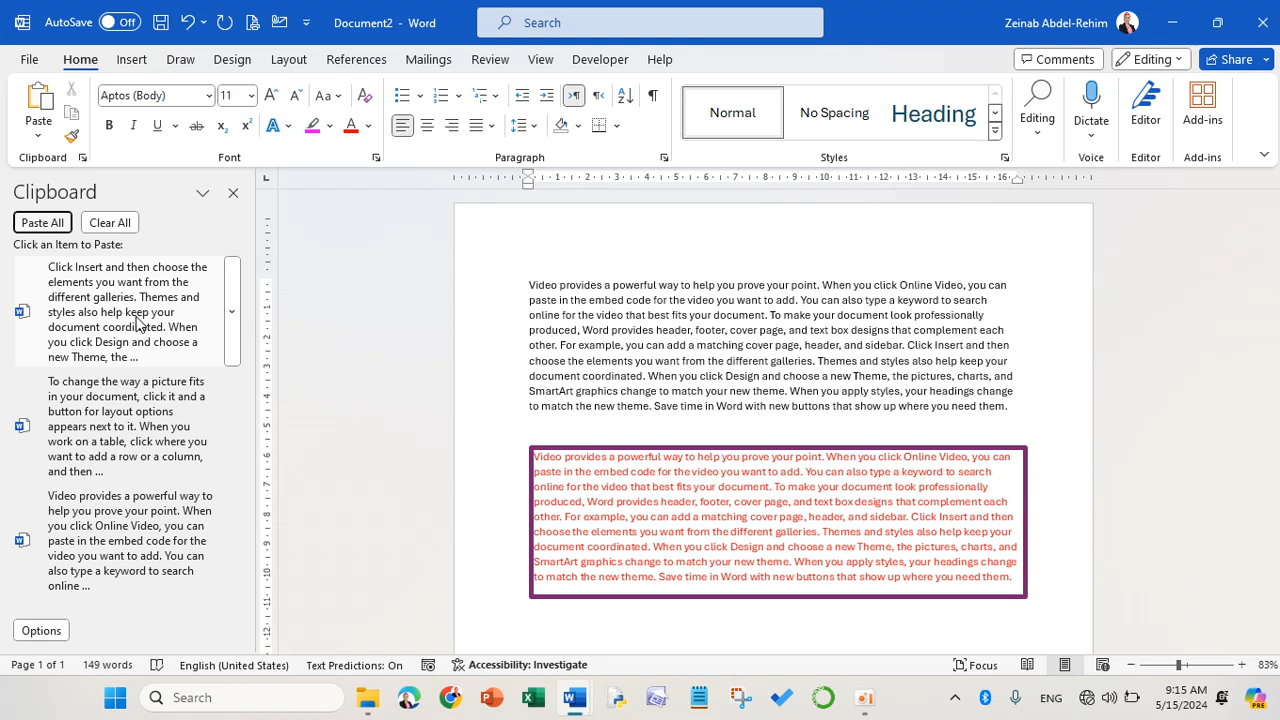 AutoSave Off Document2 - Word Search Zeinab Abdel-Rehim
File Home Insert Draw Design Layout References Mailings Review View Developer Help Comments Editing Share
Aptos (Body) 11 Aa
Paste Normal No Spacing Heading Editing Dictate Editor Add-ins
Clipboard Font Paragraph Styles Voice Editor Add-ins
Clipboard
Paste All Clear All
Click an Item to Paste:
Click Insert and then choose the
elements you want from the
different galleries. Themes and
styles also help keep your
document coordinated. When
you click Design and choose a
new Theme, the ...
To change the way a picture fits
in your document, click it and a
button for layout options
appears next to it. When you
work on a table, click where you
want to add a row or a column,
and then ...
Video provides a powerful way to
help you prove your point. When
you click Online Video, you can
paste in the embed code for the
video you want to add. You can
also type a keyword to search
online ...
Options
Video provides a powerful way to help you prove your point. When you click Online Video, you can
paste in the embed code for the video you want to add. You can also type a keyword to search
online for the video that best fits your document. To make your document look professionally
produced, Word provides header, footer, cover page, and text box designs that complement each
other. For example, you can add a matching cover page, header, and sidebar. Click Insert and then
choose the elements you want from the different galleries. Themes and styles also help keep your
document coordinated. When you click Design and choose a new Theme, the pictures, charts, and
SmartArt graphics change to match your new theme. When you apply styles, your headings change
to match the new theme. Save time in Word with new buttons that show up where you need them.
Video provides a powerful way to help you prove your point. When you click Online Video, you can
paste in the embed code for the video you want to add. You can also type a keyword to search
online for the video that best fits your document. To make your document look professionally
produced, Word provides header, footer, cover page, and text box designs that complement each
other. For example, you can add a matching cover page, header, and sidebar. Click Insert and then
choose the elements you want from the different galleries. Themes and styles also help keep your
document coordinated. When you click Design and choose a new Theme, the pictures, charts, and
SmartArt graphics change to match your new theme. When you apply styles, your headings change
to match the new theme. Save time in Word with new buttons that show up where you need them.
Page 1 of 1 149 words English (United States) Text Predictions: On Accessibility: Investigate Focus 83%
Search ENG 9:15 AM
5/15/2024